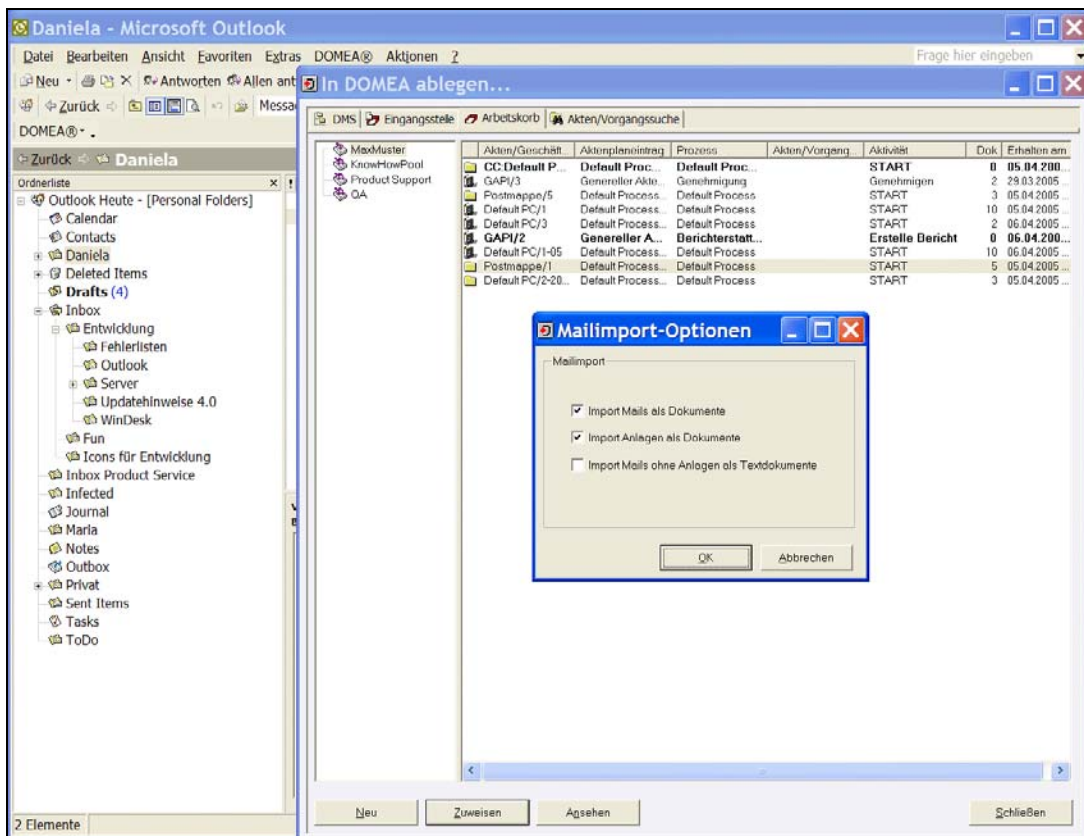 Daniela - Microsoft Outlook
Datei Bearbeiten Ansicht Favoriten Extras DOMEA® Aktionen ? Frage hier eingeben
Neu Antworten Allen ant
Zurück Messa
DOMEA®
Zurück Daniela
Ordnerliste
Outlook Heute - [Personal Folders]
Calendar
Contacts
Daniela
Deleted Items
Drafts (4)
Inbox
Entwicklung
Fehlerlisten
Outlook
Server
Updatehinweise 4.0
WinDesk
Fun
Icons für Entwicklung
Inbox Product Service
Infected
Journal
Maria
Notes
Outbox
Privat
Sent Items
Tasks
ToDo
2 Elemente
In DOMEA ablegen...
DMS Eingangsstelle Arbeitskorb Akten/Vorgangssuche
MaxMuster
KnowHowPool
Product Support
QA
Akten/Geschäft... Aktenplaneintrag Prozess Akten/Vorgang... Aktivität Dok Erhalten am
CC:Default P... Default Proc... Default Proc... START 0 05.04.200...
GAPI/3 Genereller Akte... Genehmigung Genehmigen 2 29.03.2005 ...
Postmappe/5 Default Process... Default Process START 3 05.04.2005 ...
Default PC/1 Default Process... Default Process START 10 05.04.2005 ...
Default PC/3 Default Process... Default Process START 2 06.04.2005 ...
GAPI/2 Genereller A... Berichterstatt... Erstelle Bericht 0 06.04.200...
Default PC/1-05 Default Process... Default Process START 10 06.04.2005 ...
Postmappe/1 Default Process... Default Process START 5 05.04.2005 ...
Default PC/2-20... Default Process... Default Process START 3 05.04.2005 ...
Mailimport-Optionen
Mailimport
Import Mails als Dokumente
Import Anlagen als Dokumente
Import Mails ohne Anlagen als Textdokumente
OK Abbrechen
Neu Zuweisen Ansehen Schließen